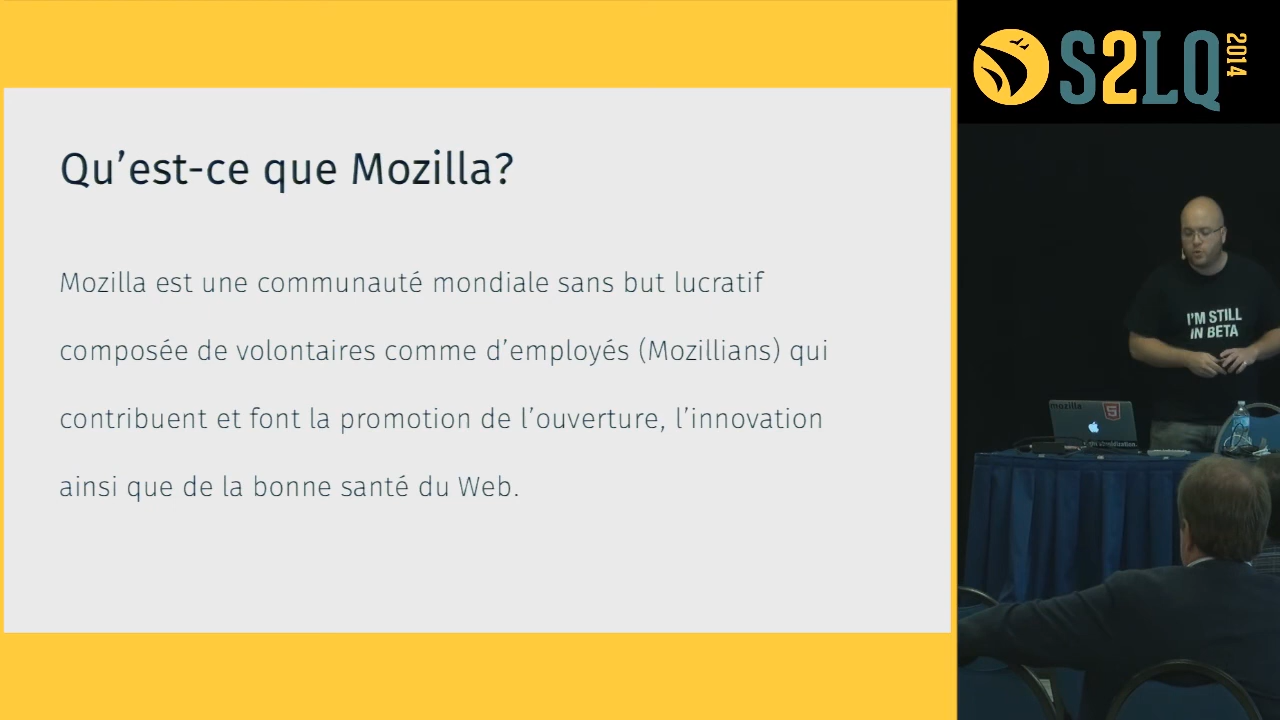 Qu’est-ce que Mozilla?
Mozilla est une communauté mondiale sans but lucratif
composée de volontaires comme d’employés (Mozillians) qui
contribuent et font la promotion de l’ouverture, l’innovation
ainsi que de la bonne santé du Web.
S2LQ
2014
I'M STILL
IN BETA
mozilla
5